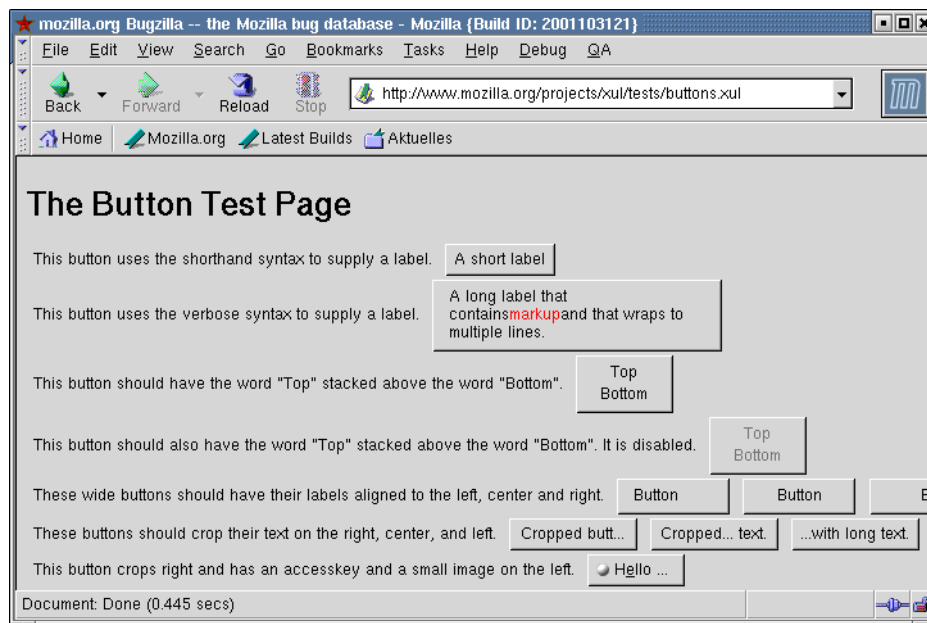 mozilla.org Bugzilla -- the Mozilla bug database - Mozilla {Build ID: 2001103121}
File Edit View Search Go Bookmarks Tasks Help Debug QA
Back Forward Reload Stop http://www.mozilla.org/projects/xul/tests/buttons.xul
Home Mozilla.org Latest Builds Aktuelles
The Button Test Page
This button uses the shorthand syntax to supply a label. A short label
This button uses the verbose syntax to supply a label.
A long label that
containsmarkupand that wraps to
multiple lines.
This button should have the word "Top" stacked above the word "Bottom".
Top
Bottom
This button should also have the word "Top" stacked above the word "Bottom". It is disabled.
Top
Bottom
These wide buttons should have their labels aligned to the left, center and right. Button Button
These buttons should crop their text on the right, center, and left. Cropped butt... Cropped... text. ...with long text.
This button crops right and has an accesskey and a small image on the left. Hello ...
Document: Done (0.445 secs)